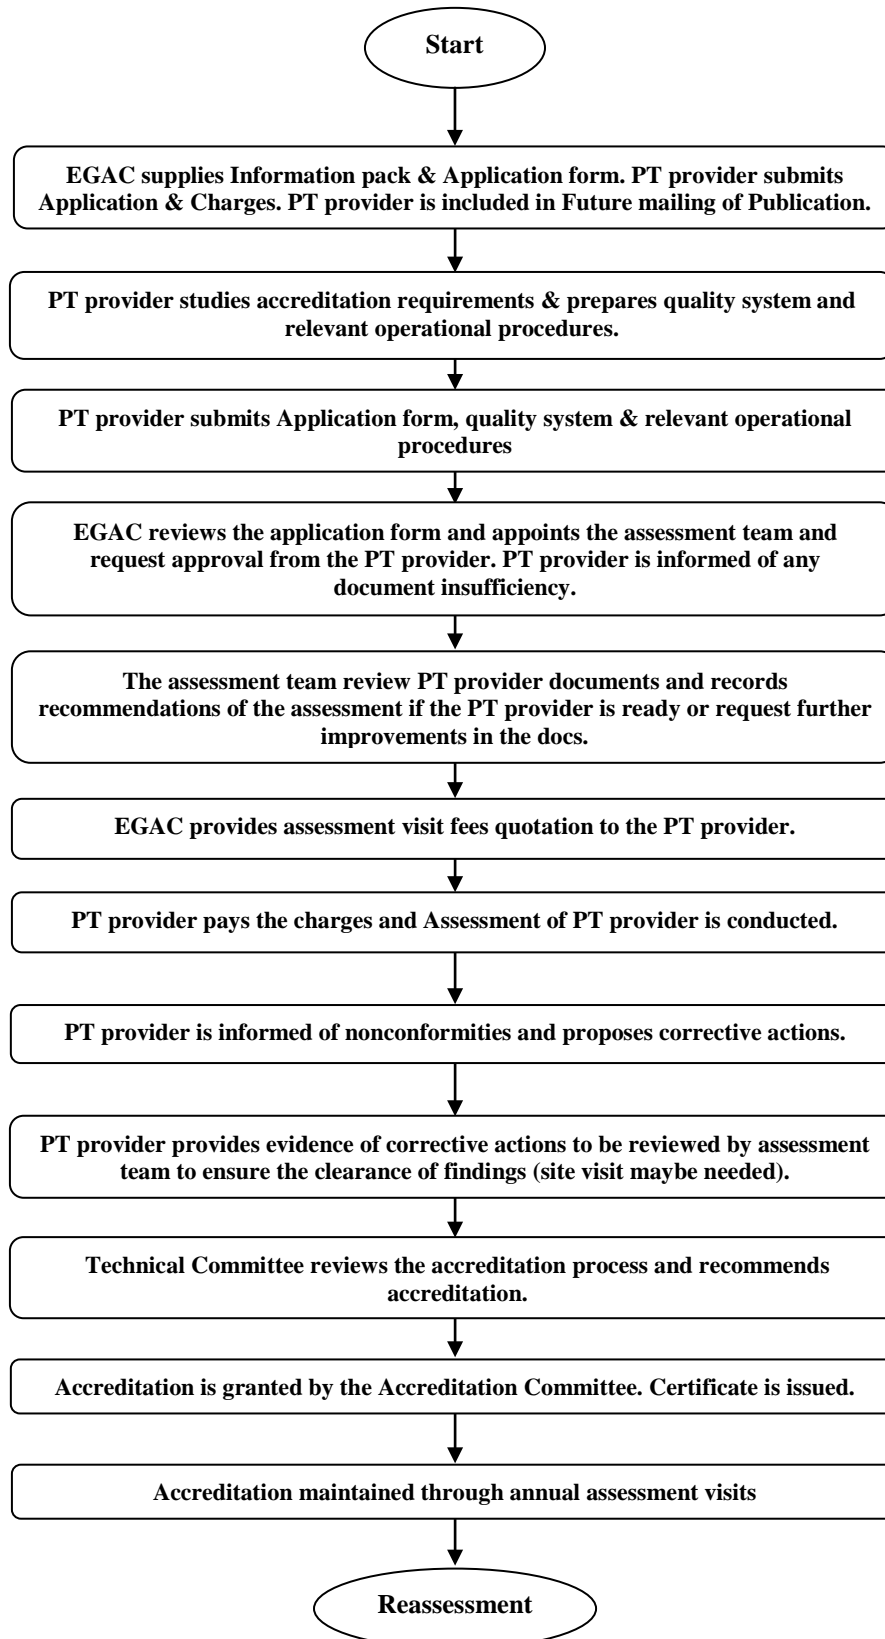 Start
EGAC supplies Information pack & Application form. PT provider submits
Application & Charges. PT provider is included in Future mailing of Publication.
PT provider studies accreditation requirements & prepares quality system and
relevant operational procedures.
PT provider submits Application form, quality system & relevant operational
procedures
EGAC reviews the application form and appoints the assessment team and
request approval from the PT provider. PT provider is informed of any
document insufficiency.
The assessment team review PT provider documents and records
recommendations of the assessment if the PT provider is ready or request further
improvements in the docs.
EGAC provides assessment visit fees quotation to the PT provider.
PT provider pays the charges and Assessment of PT provider is conducted.
PT provider is informed of nonconformities and proposes corrective actions.
PT provider provides evidence of corrective actions to be reviewed by assessment
team to ensure the clearance of findings (site visit maybe needed).
Technical Committee reviews the accreditation process and recommends
accreditation.
Accreditation is granted by the Accreditation Committee. Certificate is issued.
Accreditation maintained through annual assessment visits
Reassessment